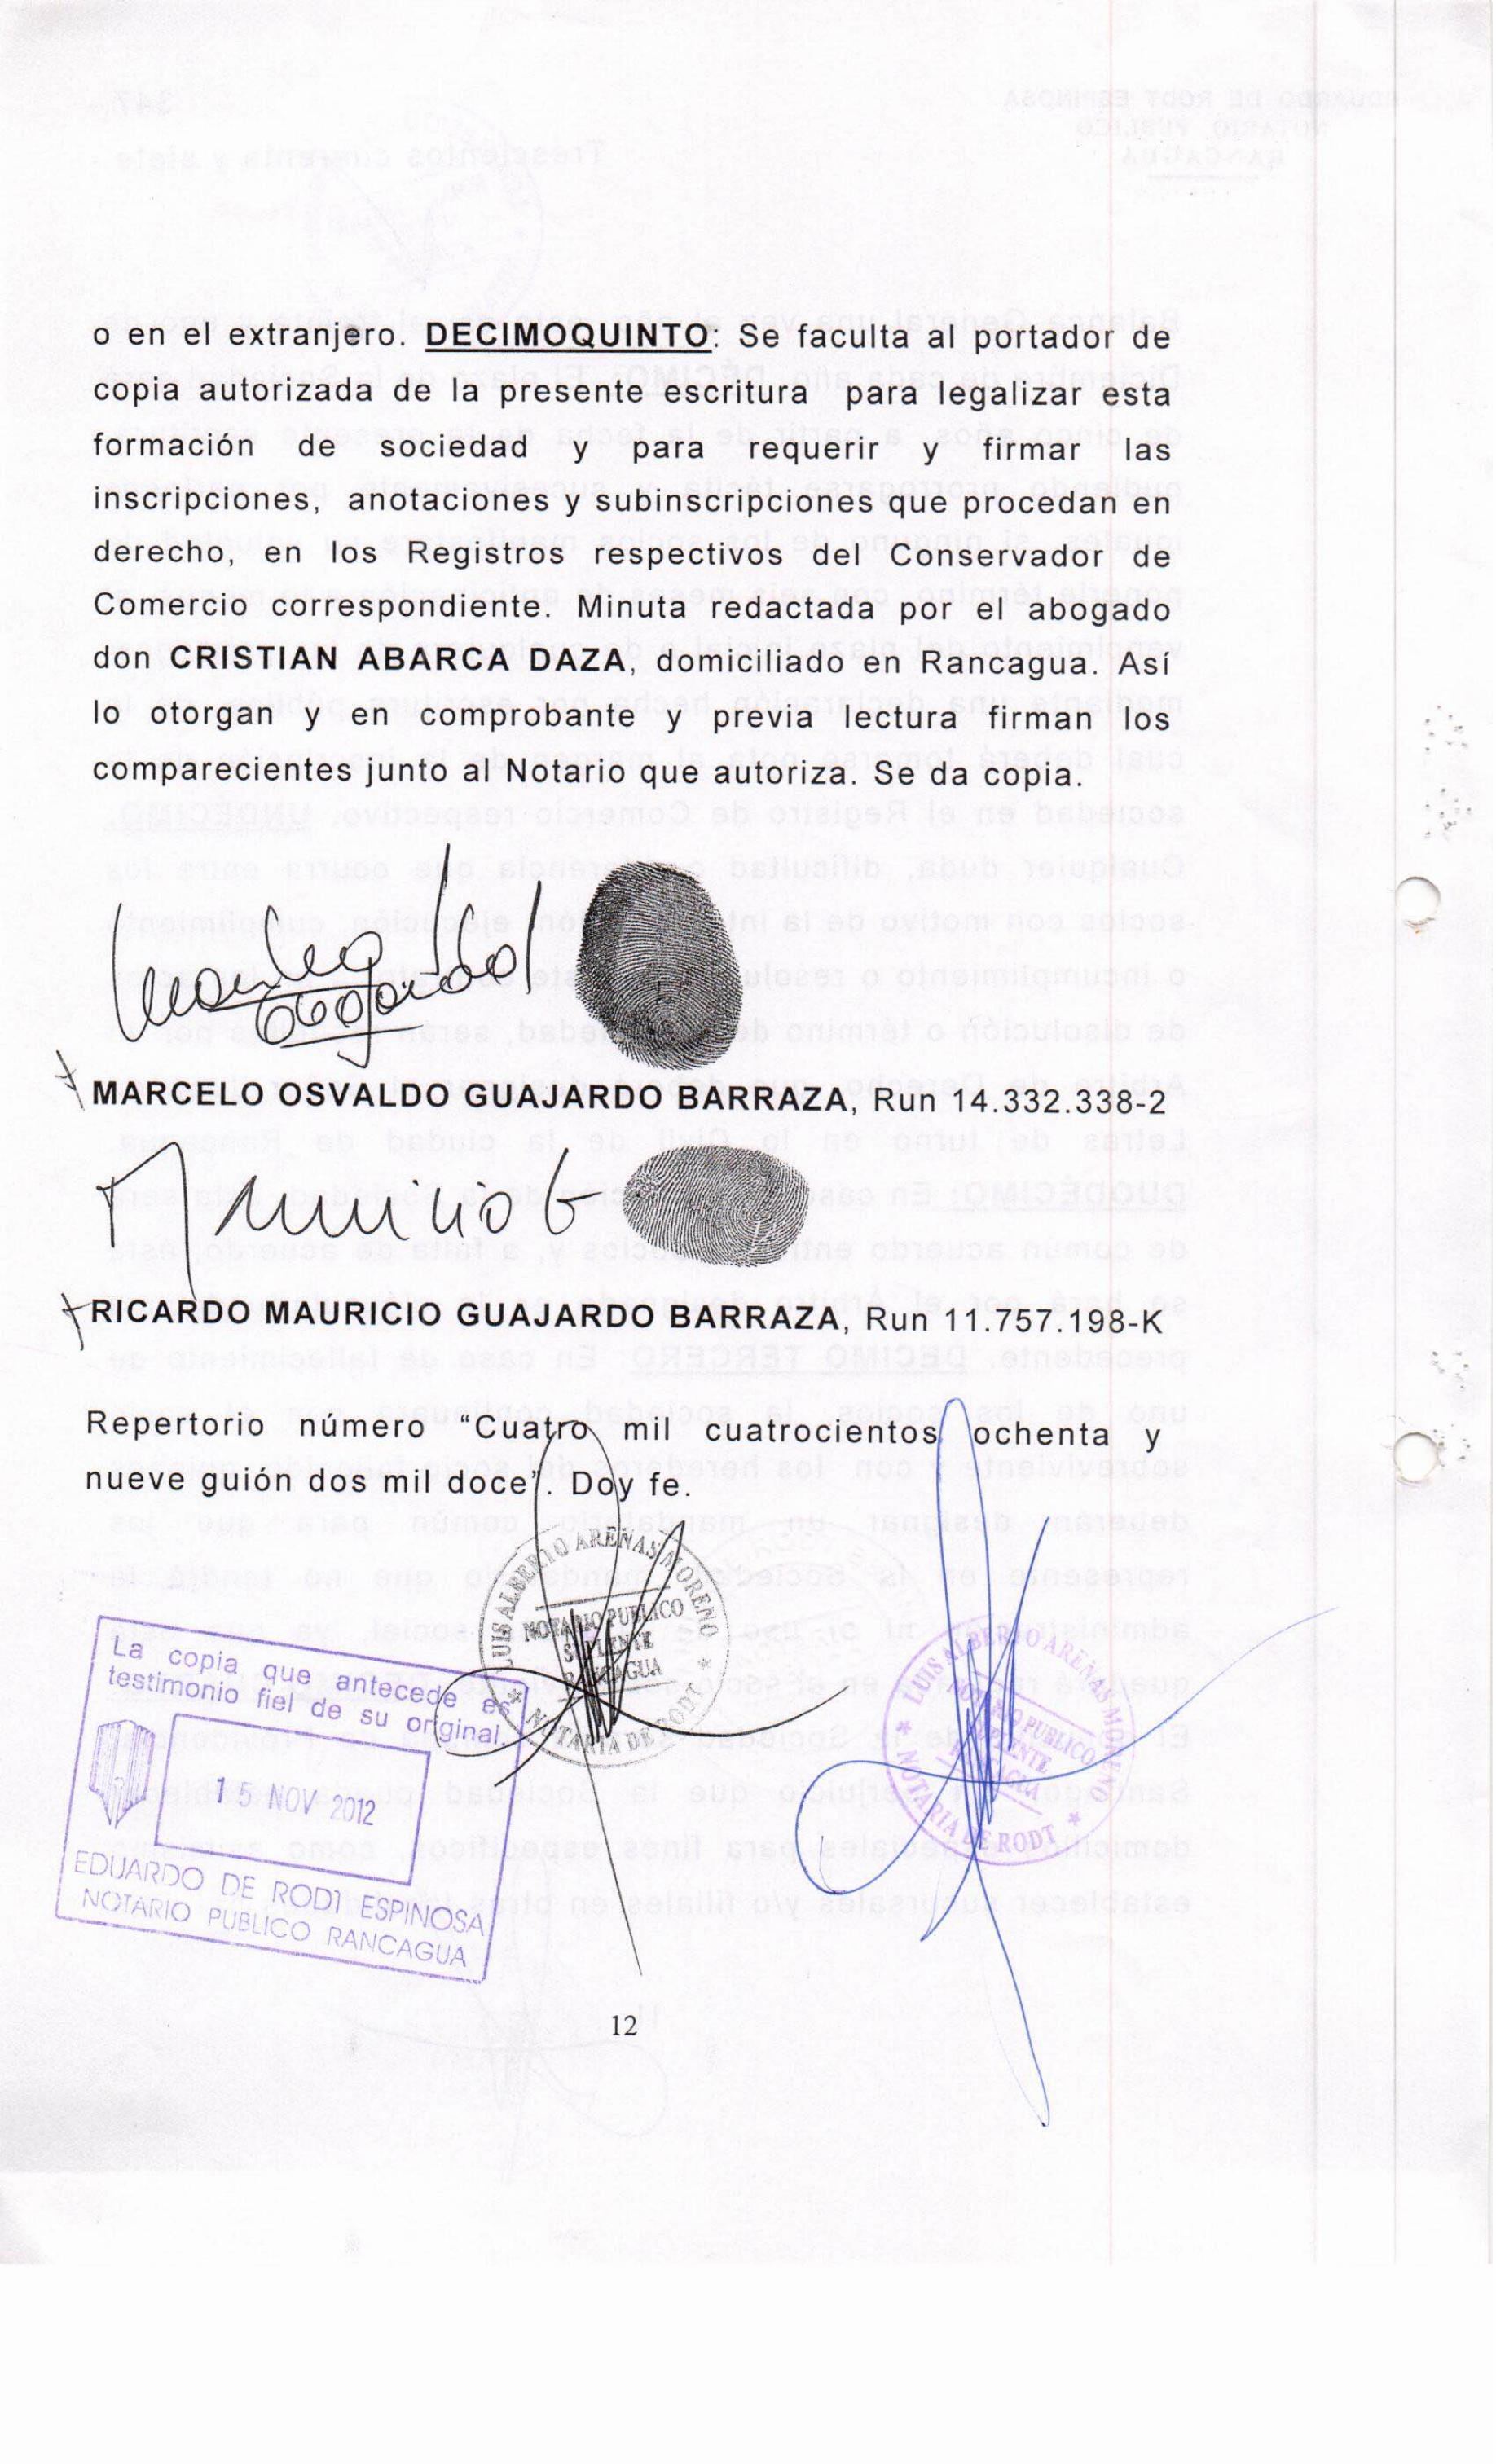 o en el extranjero. DECIMOQUINTO: Se faculta al portador de
copia autorizada de la presente escritura para legalizar esta
formación de sociedad y para requerir y firmar las
inscripciones, anotaciones y subinscripciones que procedan en
derecho, en los Registros respectivos del Conservador de
Comercio correspondiente. Minuta redactada por el abogado
don CRISTIAN ABARCA DAZA, domiciliado en Rancagua. Así
lo otorgan y en comprobante y previa lectura firman los
comparecientes junto al Notario que autoriza. Se da copia.
MARCELO OSVALDO GUAJARDO BARRAZA, Run 14.332.338-2
Mauricio G
RICARDO MAURICIO GUAJARDO BARRAZA, Run 11.757.198-K
Repertorio número “Cuatro mil cuatrocientos ochenta y
nueve guión dos mil doce”. Doy fe.
LUIS ALBERTO AREÑAS MORENO
NOTARIO PUBLICO
SUPLENTE
RANCAGUA
* NOTARIA DE RODT *
LUIS ALBERTO AREÑAS MORENO
NOTARIO PUBLICO
SUPLENTE
RANCAGUA
* NOTARIA DE RODT *
La copia que antecede es
testimonio fiel de su original.
15 NOV 2012
EDUARDO DE RODT ESPINOSA
NOTARIO PUBLICO RANCAGUA
12